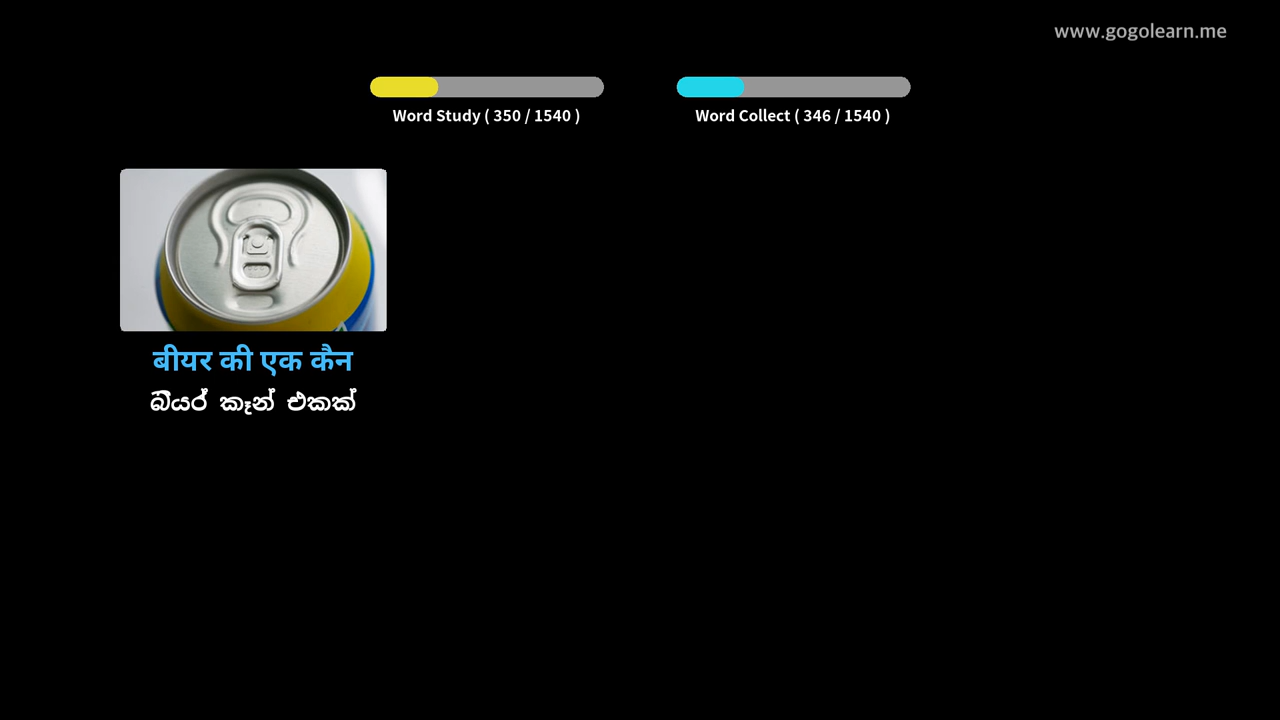 www.gogolearn.me
Word Study ( 350 / 1540 )
Word Collect ( 346 / 1540 )
बीयर की एक कैन
බියර් කෑන් එකක්